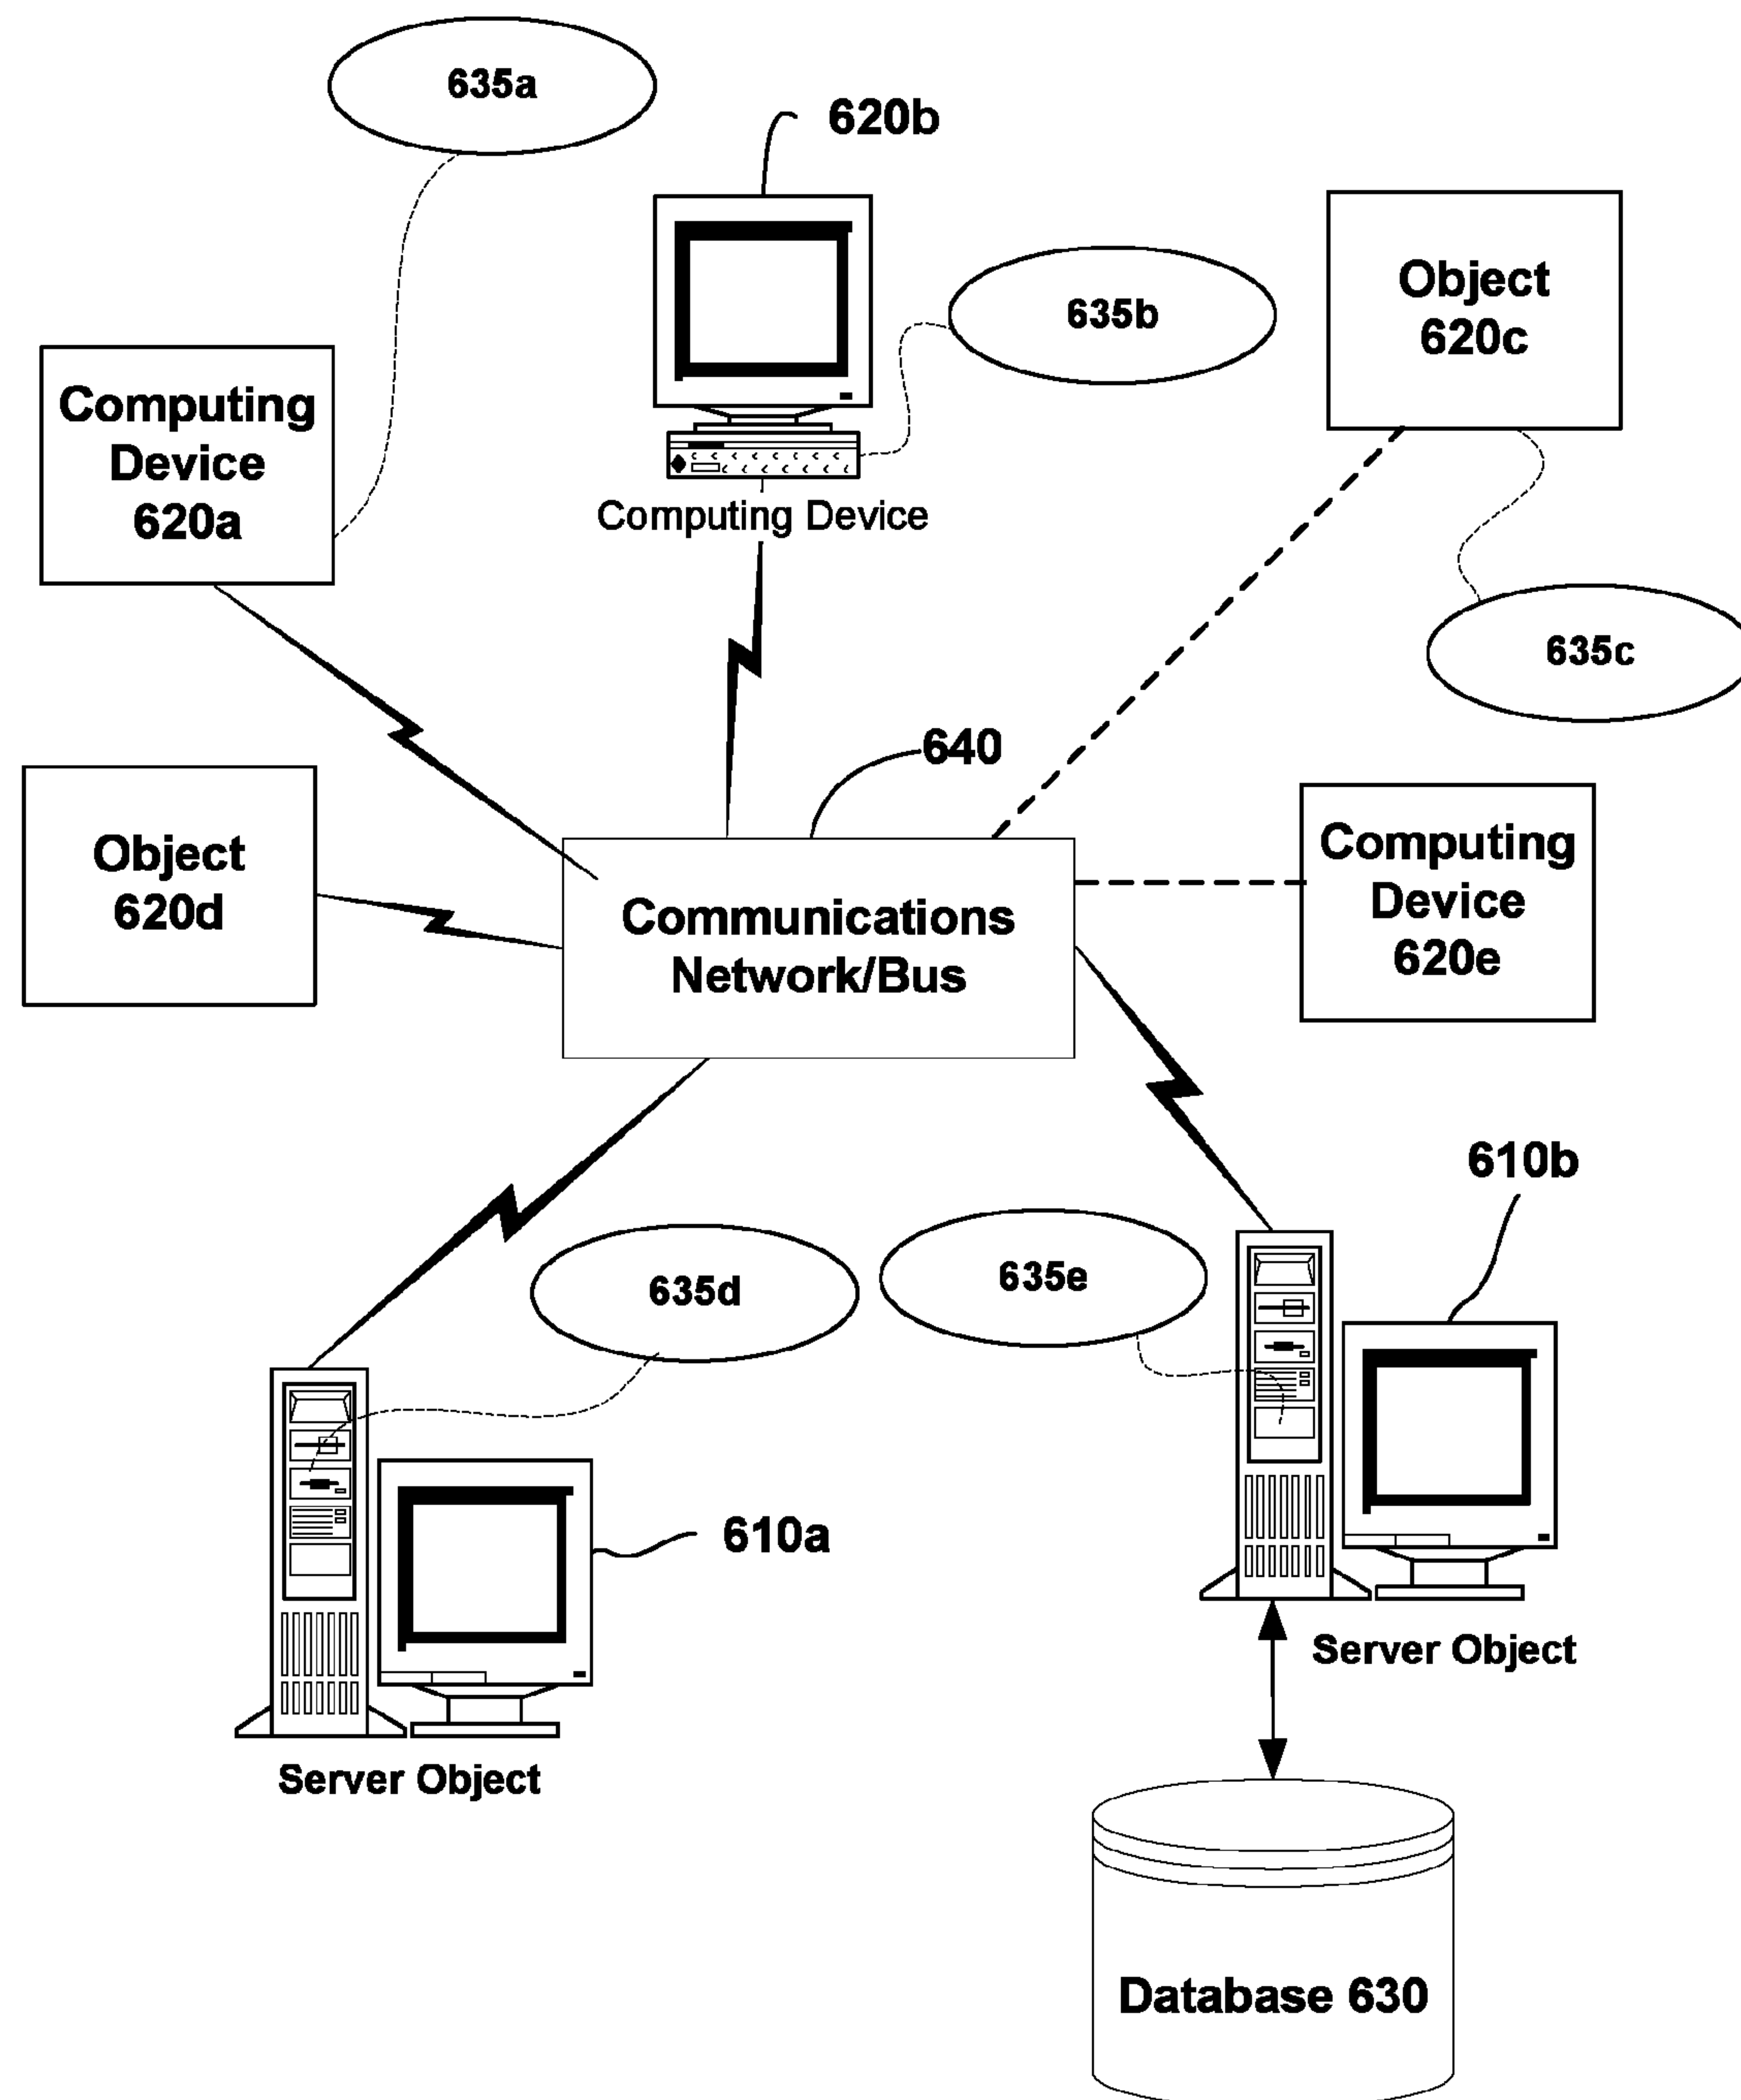 635a
620b
635b
Object
620c
Computing
Device
620a
Computing Device
635c
640
Object
620d
Communications
Network/Bus
Computing
Device
620e
610b
635d
635e
610a
Server Object
Server Object
Database 630